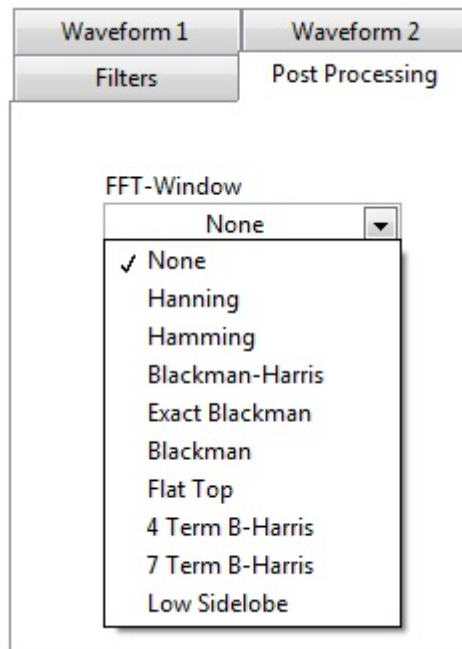 Waveform 1 Waveform 2
Filters Post Processing
FFT-Window
None
✓ None
Hanning
Hamming
Blackman-Harris
Exact Blackman
Blackman
Flat Top
4 Term B-Harris
7 Term B-Harris
Low Sidelobe